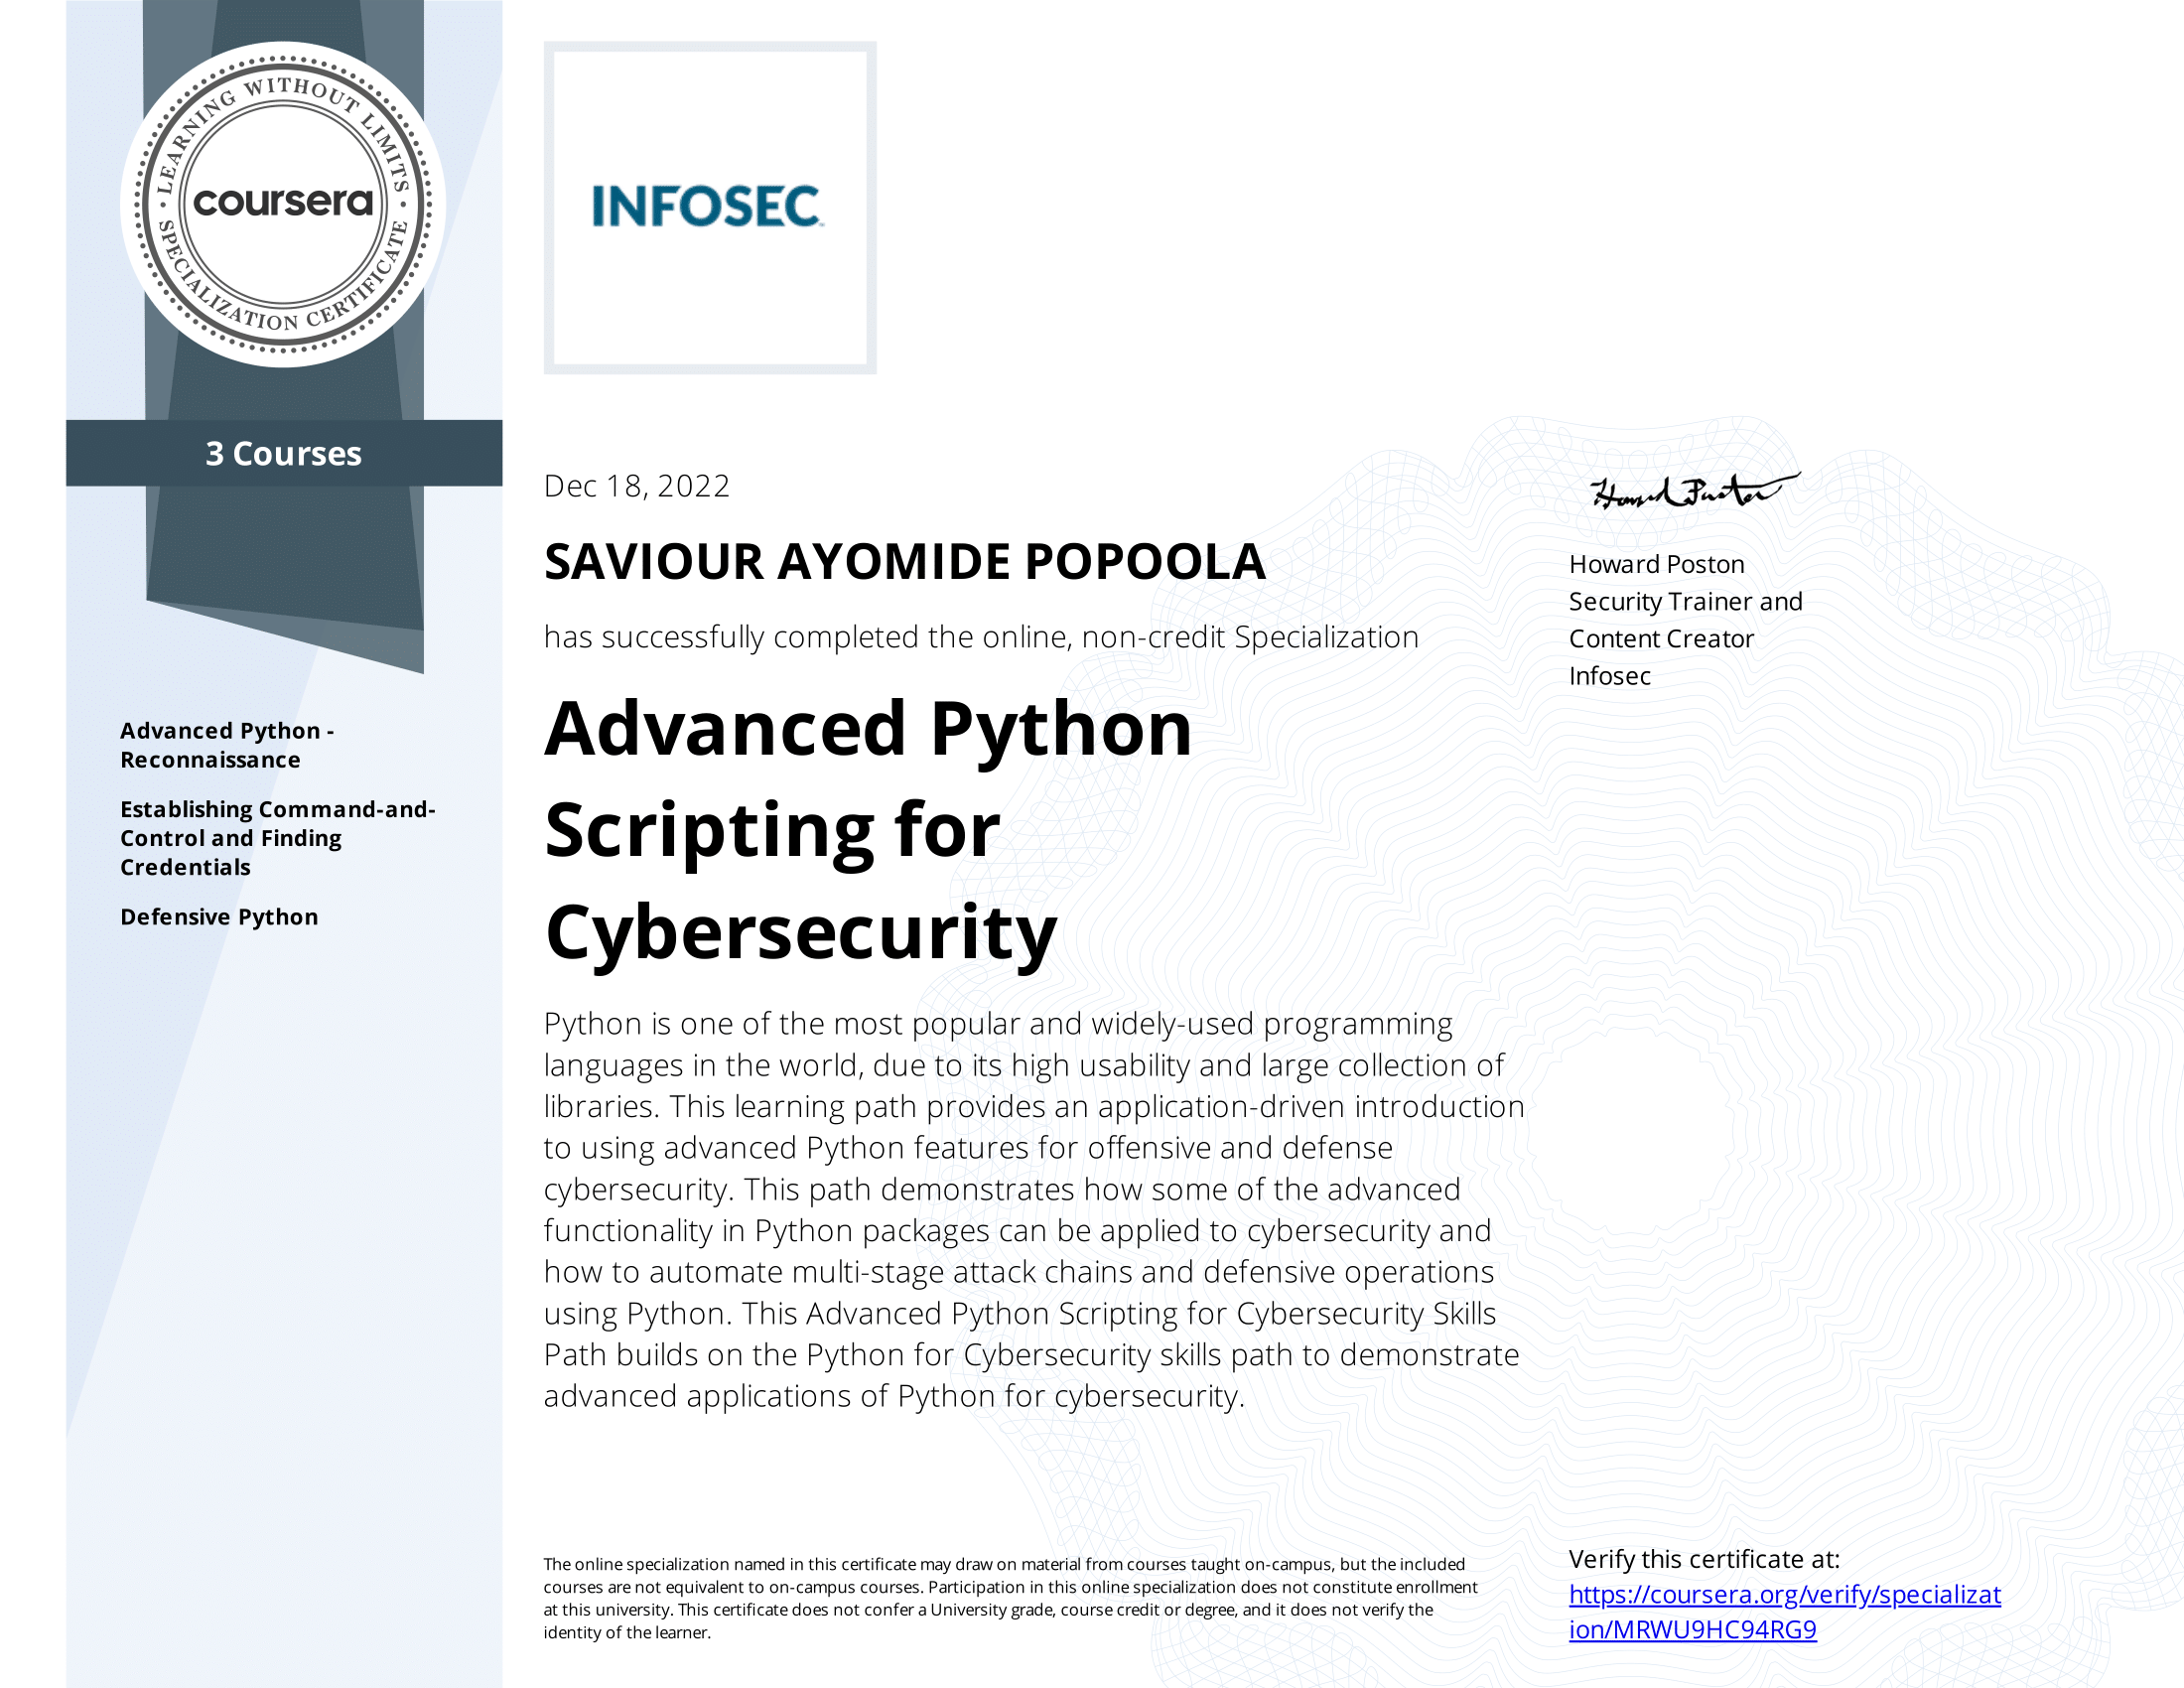 LEARNING WITHOUT LIMITS
coursera
SPECIALIZATION CERTIFICATE
3 Courses
Advanced Python -
Reconnaissance
Establishing Command-and-
Control and Finding
Credentials
Defensive Python
INFOSEC
Dec 18, 2022
SAVIOUR AYOMIDE POPOOLA
has successfully completed the online, non-credit Specialization
Advanced Python
Scripting for
Cybersecurity
Python is one of the most popular and widely-used programming
languages in the world, due to its high usability and large collection of
libraries. This learning path provides an application-driven introduction
to using advanced Python features for offensive and defense
cybersecurity. This path demonstrates how some of the advanced
functionality in Python packages can be applied to cybersecurity and
how to automate multi-stage attack chains and defensive operations
using Python. This Advanced Python Scripting for Cybersecurity Skills
Path builds on the Python for Cybersecurity skills path to demonstrate
advanced applications of Python for cybersecurity.
Howard Poston
Howard Poston
Security Trainer and
Content Creator
Infosec
The online specialization named in this certificate may draw on material from courses taught on-campus, but the included
courses are not equivalent to on-campus courses. Participation in this online specialization does not constitute enrollment
at this university. This certificate does not confer a University grade, course credit or degree, and it does not verify the
identity of the learner.
Verify this certificate at:
https://coursera.org/verify/specializat
ion/MRWU9HC94RG9